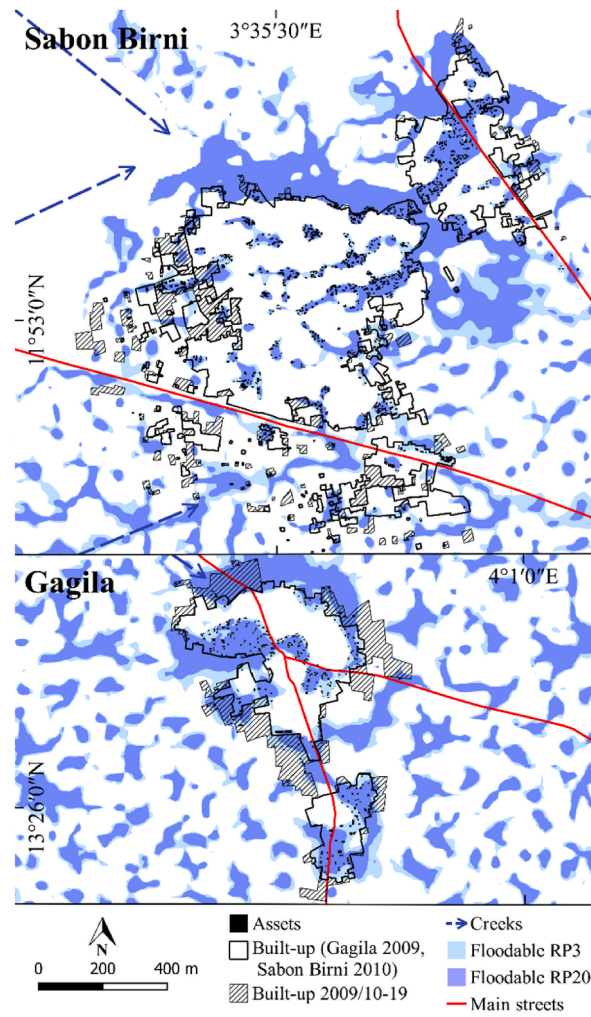 Sabon Birni
3°35′30″E
11°53′0″N
Gagila
4°1′0″E
13°26′0″N
N
0 200 400 m
Assets
Built-up (Gagila 2009,
Sabon Birni 2010)
Built-up 2009/10-19
Creeks
Floodable RP3
Floodable RP20
Main streets